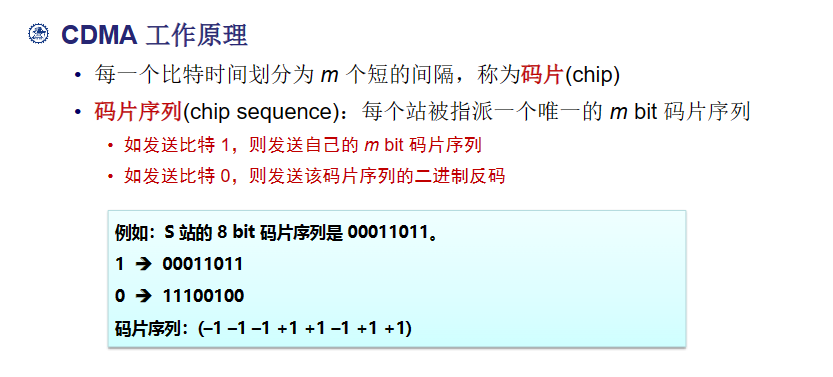 CDMA 工作原理
• 每一个比特时间划分为 m 个短的间隔，称为码片(chip)
• 码片序列(chip sequence)：每个站被指派一个唯一的 m bit 码片序列
• 如发送比特 1，则发送自己的 m bit 码片序列
• 如发送比特 0，则发送该码片序列的二进制反码
例如：S 站的 8 bit 码片序列是 00011011。
1 → 00011011
0 → 11100100
码片序列：(–1 –1 –1 +1 +1 –1 +1 +1)